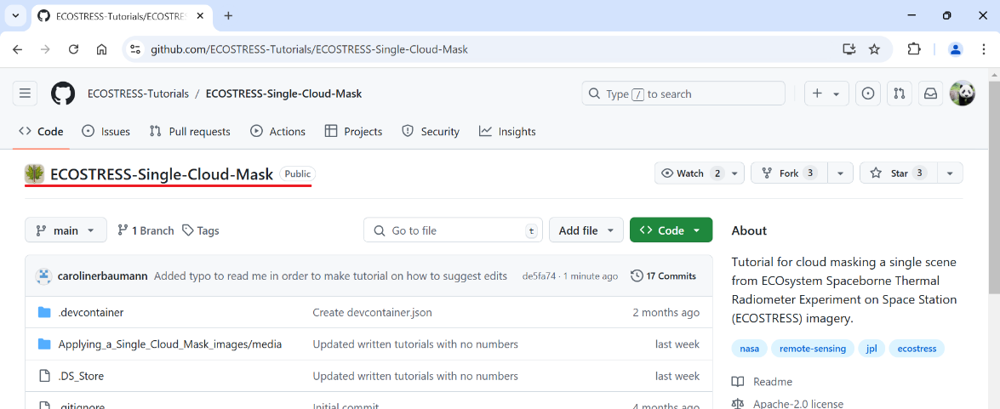 ECOSTRESS-Tutorials/ECOSTRES
github.com/ECOSTRESS-Tutorials/ECOSTRESS-Single-Cloud-Mask
ECOSTRESS-Tutorials / ECOSTRESS-Single-Cloud-Mask Type / to search
Code Issues Pull requests Actions Projects Security Insights
ECOSTRESS-Single-Cloud-Mask Public Watch 2 Fork 3 Star 3
main 1 Branch Tags Go to file t Add file Code
About
carolinerbaumann Added typo to read me in order to make tutorial on how to suggest edits de5fa74 · 1 minute ago 17 Commits
.devcontainer Create devcontainer.json 2 months ago
Applying_a_Single_Cloud_Mask_images/media Updated written tutorials with no numbers last week
.DS_Store Updated written tutorials with no numbers last week
.gitignore Initial commit 4 months ago
Tutorial for cloud masking a single scene
from ECOsystem Spaceborne Thermal
Radiometer Experiment on Space Station
(ECOSTRESS) imagery.
nasa remote-sensing jpl ecostress
Readme
Apache-2.0 license